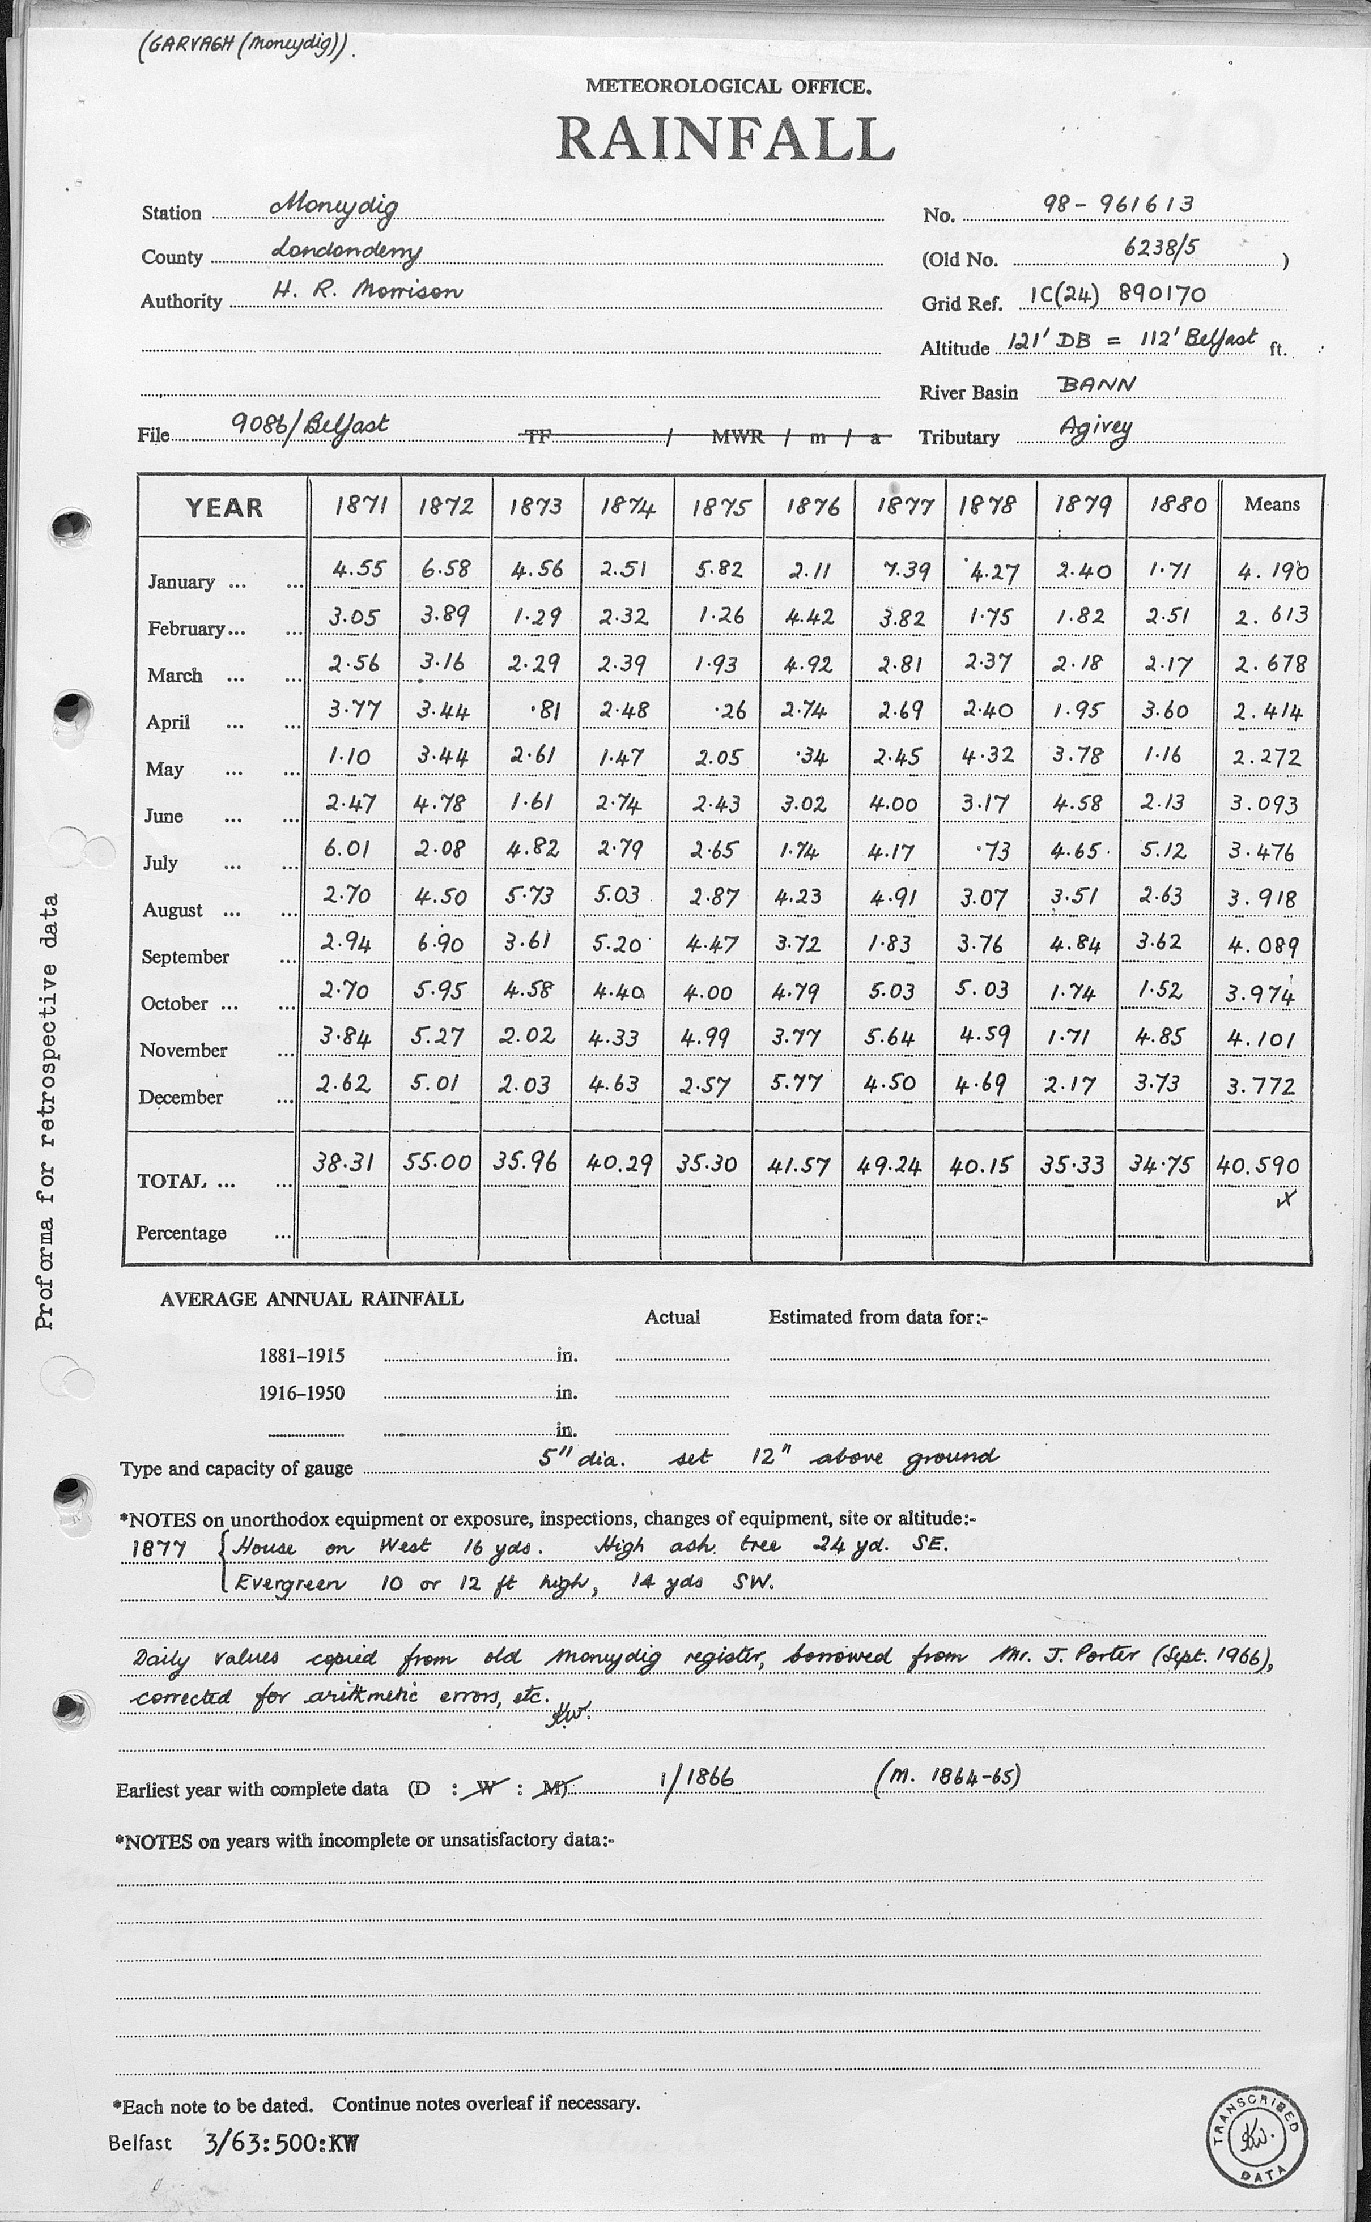 (GARVAGH (Moneydig)).
METEOROLOGICAL OFFICE.
RAINFALL
Station Moneydig No. 98-961613
County Londonderry (Old No. 6238/5 )
Authority H. R. Morrison Grid Ref. IC(24) 890170
Altitude 121' DB = 112' Belfast ft.
River Basin BANN
File 9086/Belfast TF / MWR / m / a Tributary Agivey
YEAR 1871 1872 1873 1874 1875 1876 1877 1878 1879 1880 Means
January ... ... 4.55 6.58 4.56 2.51 5.82 2.11 7.39 4.27 2.40 1.71 4.190
February... ... 3.05 3.89 1.29 2.32 1.26 4.42 3.82 1.75 1.82 2.51 2.613
March ... ... 2.56 3.16 2.29 2.39 1.93 4.92 2.81 2.37 2.18 2.17 2.678
April ... ... 3.77 3.44 .81 2.48 .26 2.74 2.69 2.40 1.95 3.60 2.414
May ... ... 1.10 3.44 2.61 1.47 2.05 .34 2.45 4.32 3.78 1.16 2.272
June ... ... 2.47 4.78 1.61 2.74 2.43 3.02 4.00 3.17 4.58 2.13 3.093
July ... ... 6.01 2.08 4.82 2.79 2.65 1.74 4.17 .73 4.65 5.12 3.476
August ... ... 2.70 4.50 5.73 5.03 2.87 4.23 4.91 3.07 3.51 2.63 3.918
September ... 2.94 6.90 3.61 5.20 4.47 3.72 1.83 3.76 4.84 3.62 4.089
October ... ... 2.70 5.95 4.58 4.40 4.00 4.79 5.03 5.03 1.74 1.52 3.974
November ... 3.84 5.27 2.02 4.33 4.99 3.77 5.64 4.59 1.71 4.85 4.101
December ... 2.62 5.01 2.03 4.63 2.57 5.77 4.50 4.69 2.17 3.73 3.772
TOTAL ... ... 38.31 55.00 35.96 40.29 35.30 41.57 49.24 40.15 35.33 34.75 40.590
Percentage ...
Proforma for retrospective data
AVERAGE ANNUAL RAINFALL
Actual Estimated from data for:-
1881–1915 in.
1916–1950 in.
in.
Type and capacity of gauge 5" dia. set 12" above ground
*NOTES on unorthodox equipment or exposure, inspections, changes of equipment, site or altitude:-
1877 { House on West 16 yds. High ash tree 24 yd. SE.
Evergreen 10 or 12 ft high, 14 yds SW.
Daily values copied from old Moneydig register, borrowed from Mr. J. Porter (Sept. 1966),
corrected for arithmetic errors, etc.
KW.
Earliest year with complete data (D : W : M) 1/1866 (M. 1864-65)
*NOTES on years with incomplete or unsatisfactory data:-
*Each note to be dated. Continue notes overleaf if necessary.
Belfast 3/63:500:KW
TRANSCRIBED
KW.
DATA